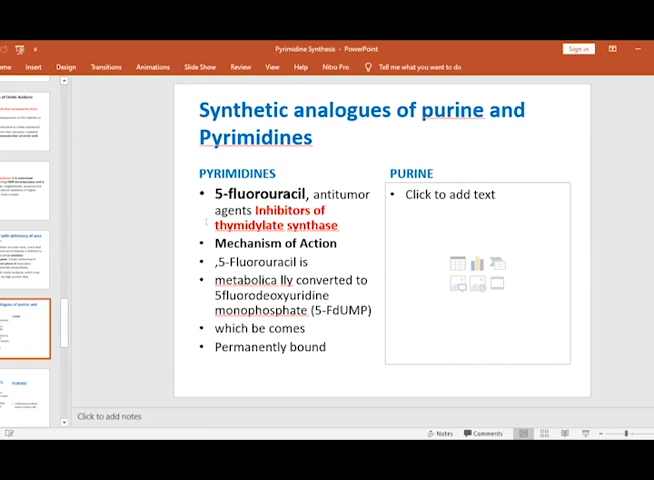 Pyrimidine Synthesis - PowerPoint
Sign in
Insert Design Transitions Animations Slide Show Review View Help Nitro Pro Tell me what you want to do
Synthetic analogues of purine and
Pyrimidines
PYRIMIDINES
• 5-fluorouracil, antitumor
agents Inhibitors of
thymidylate synthase
• Mechanism of Action
• ,5-Fluorouracil is
• metabolica lly converted to
5fluorodeoxyuridine
monophosphate (5-FdUMP)
• which be comes
• Permanently bound
PURINE
• Click to add text
Click to add notes
Notes Comments